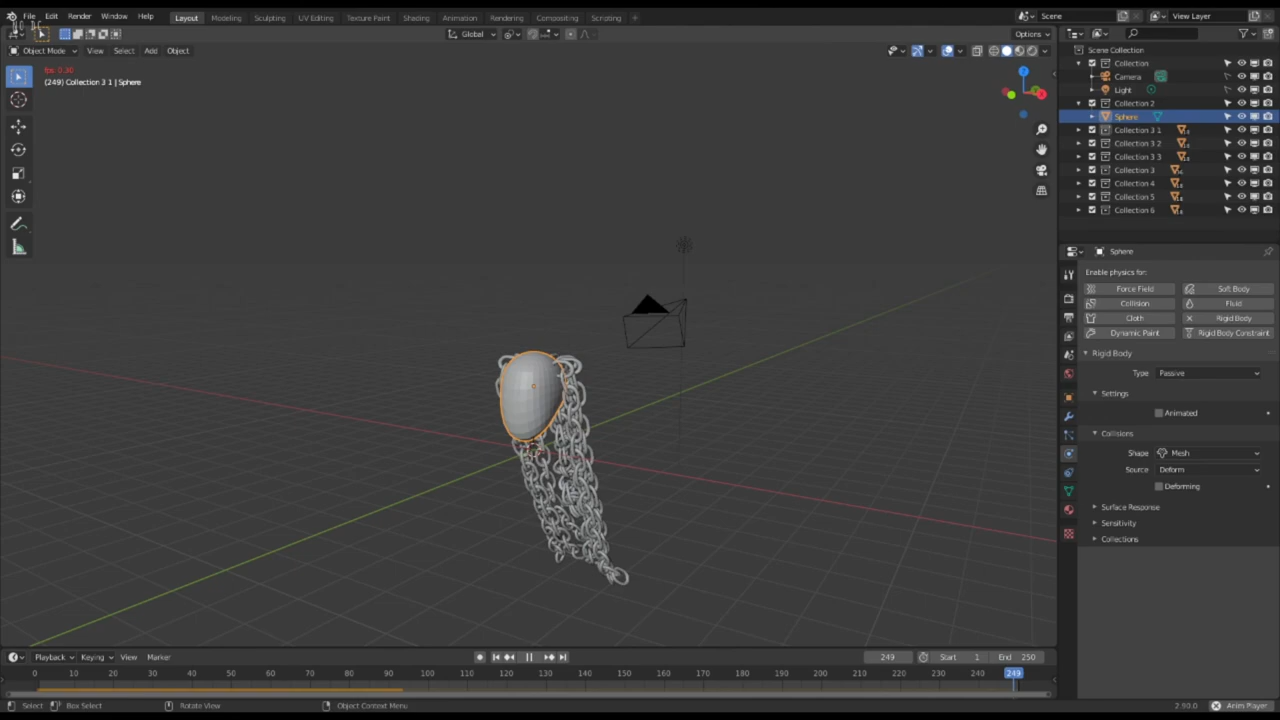 File Edit Render Window Help Layout Modeling Sculpting UV Editing Texture Paint Shading Animation Rendering Compositing Scripting + Scene View Layer
Global Options
Object Mode View Select Add Object
fps: 0.30
(249) Collection 3 1 | Sphere
Scene Collection
Collection
Camera
Light
Collection 2
Sphere
Collection 3 1
Collection 3 2
Collection 3 3
Collection 3
Collection 4
Collection 5
Collection 6
Sphere
Enable physics for:
Force Field Soft Body
Collision Fluid
Cloth Rigid Body
Dynamic Paint Rigid Body Constraint
Rigid Body
Type Passive
Settings
Animated
Collisions
Shape Mesh
Source Deform
Deforming
Surface Response
Sensitivity
Collections
Playback Keying View Marker 249 Start 1 End 250
0 10 20 30 40 50 60 70 80 90 100 110 120 130 140 150 160 170 180 190 200 210 220 230 240 249
Select Box Select Rotate View Object Context Menu 2.90.0 Anim Player